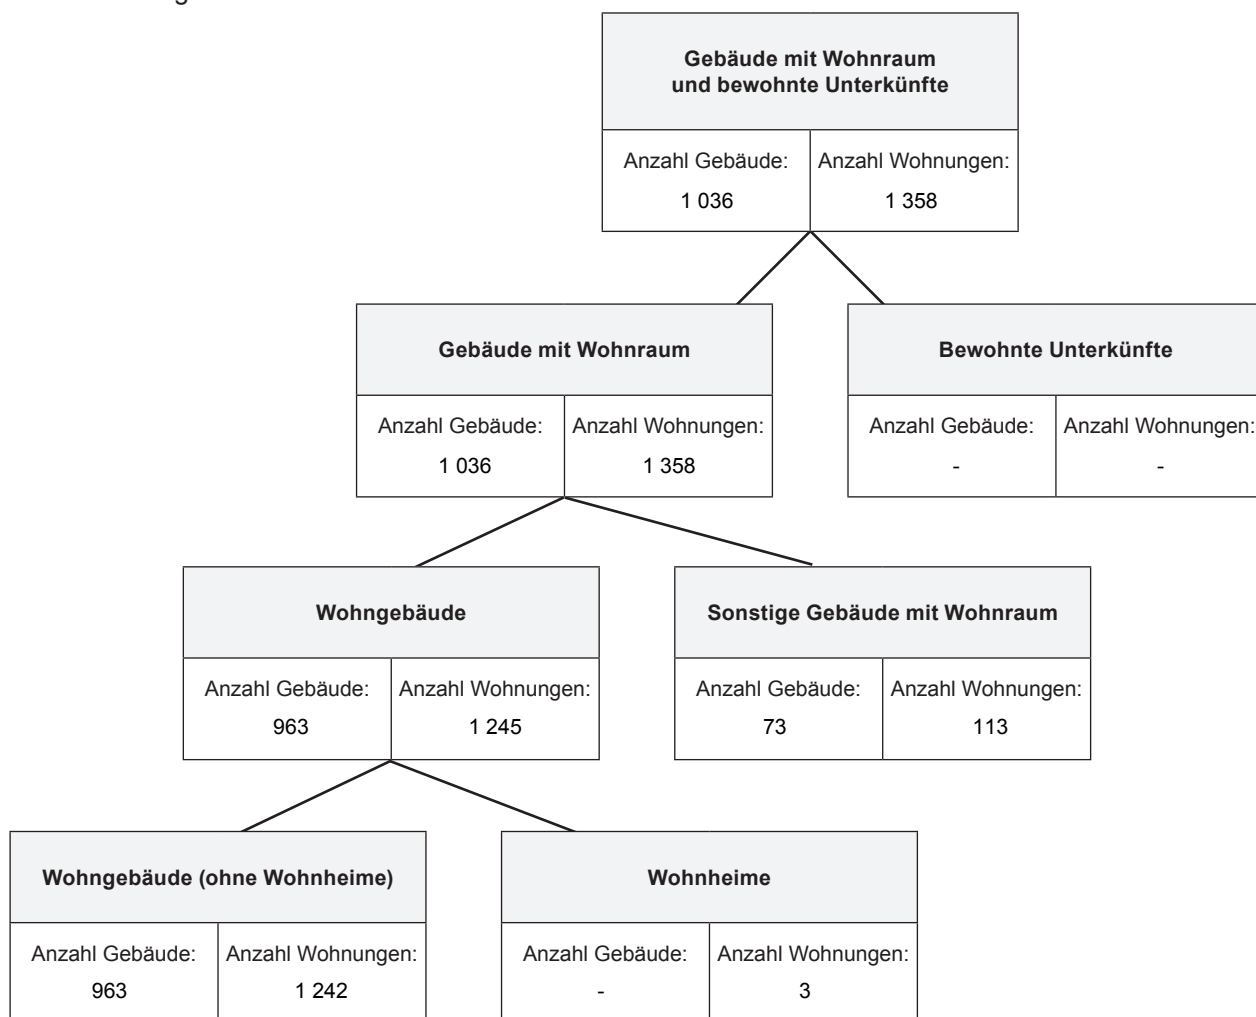 Gebäude mit Wohnraum
und bewohnte Unterkünfte
Anzahl Gebäude: Anzahl Wohnungen:
1 036 1 358
Gebäude mit Wohnraum
Anzahl Gebäude: Anzahl Wohnungen:
1 036 1 358
Bewohnte Unterkünfte
Anzahl Gebäude: Anzahl Wohnungen:
- -
Wohngebäude
Anzahl Gebäude: Anzahl Wohnungen:
963 1 245
Sonstige Gebäude mit Wohnraum
Anzahl Gebäude: Anzahl Wohnungen:
73 113
Wohngebäude (ohne Wohnheime)
Anzahl Gebäude: Anzahl Wohnungen:
963 1 242
Wohnheime
Anzahl Gebäude: Anzahl Wohnungen:
- 3